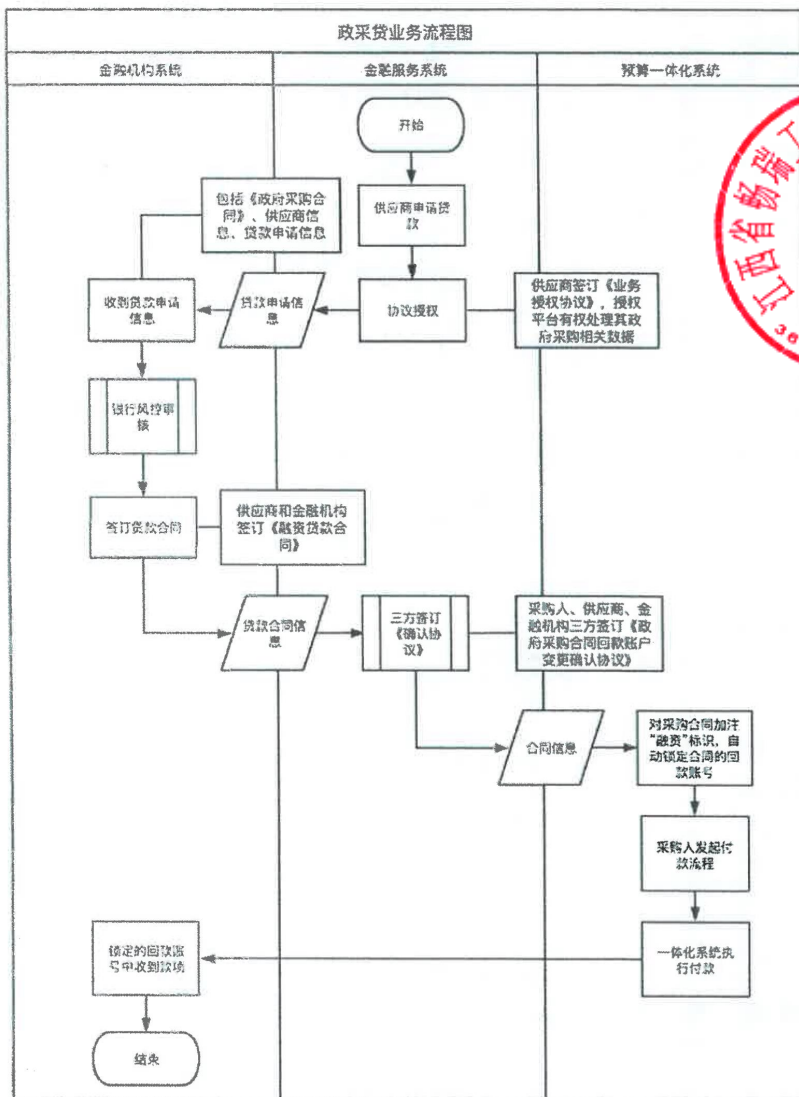 政采贷业务流程图
金融机构系统
金融服务系统
预算一体化系统
开始
供应商申请贷
款
包括《政府采购合
同》、供应商信
息、贷款申请信息
收到贷款申请
信息
贷款申请信
息
协议授权
供应商签订《业务
授权协议》，授权
平台有权处理其政
府采购相关数据
银行风控审
核
签订贷款合同
供应商和金融机构
签订《融资贷款合
同》
贷款合同信
息
三方签订
《确认协
议》
采购人、供应商、金
融机构三方签订《政
府采购合同回款账户
变更确认协议》
合同信息
对采购合同加注
“融资”标识，自
动锁定合同的回
款账号
采购人发起付
款流程
一体化系统执
行付款
锁定的回款账
号中收到款项
结束
江西省畅瑞工
36